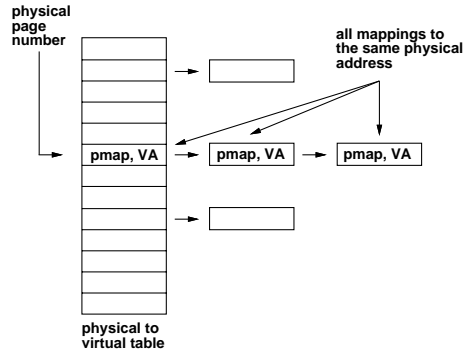 physical
page
number
all mappings to
the same physical
address
pmap, VA
pmap, VA
pmap, VA
physical to
virtual table